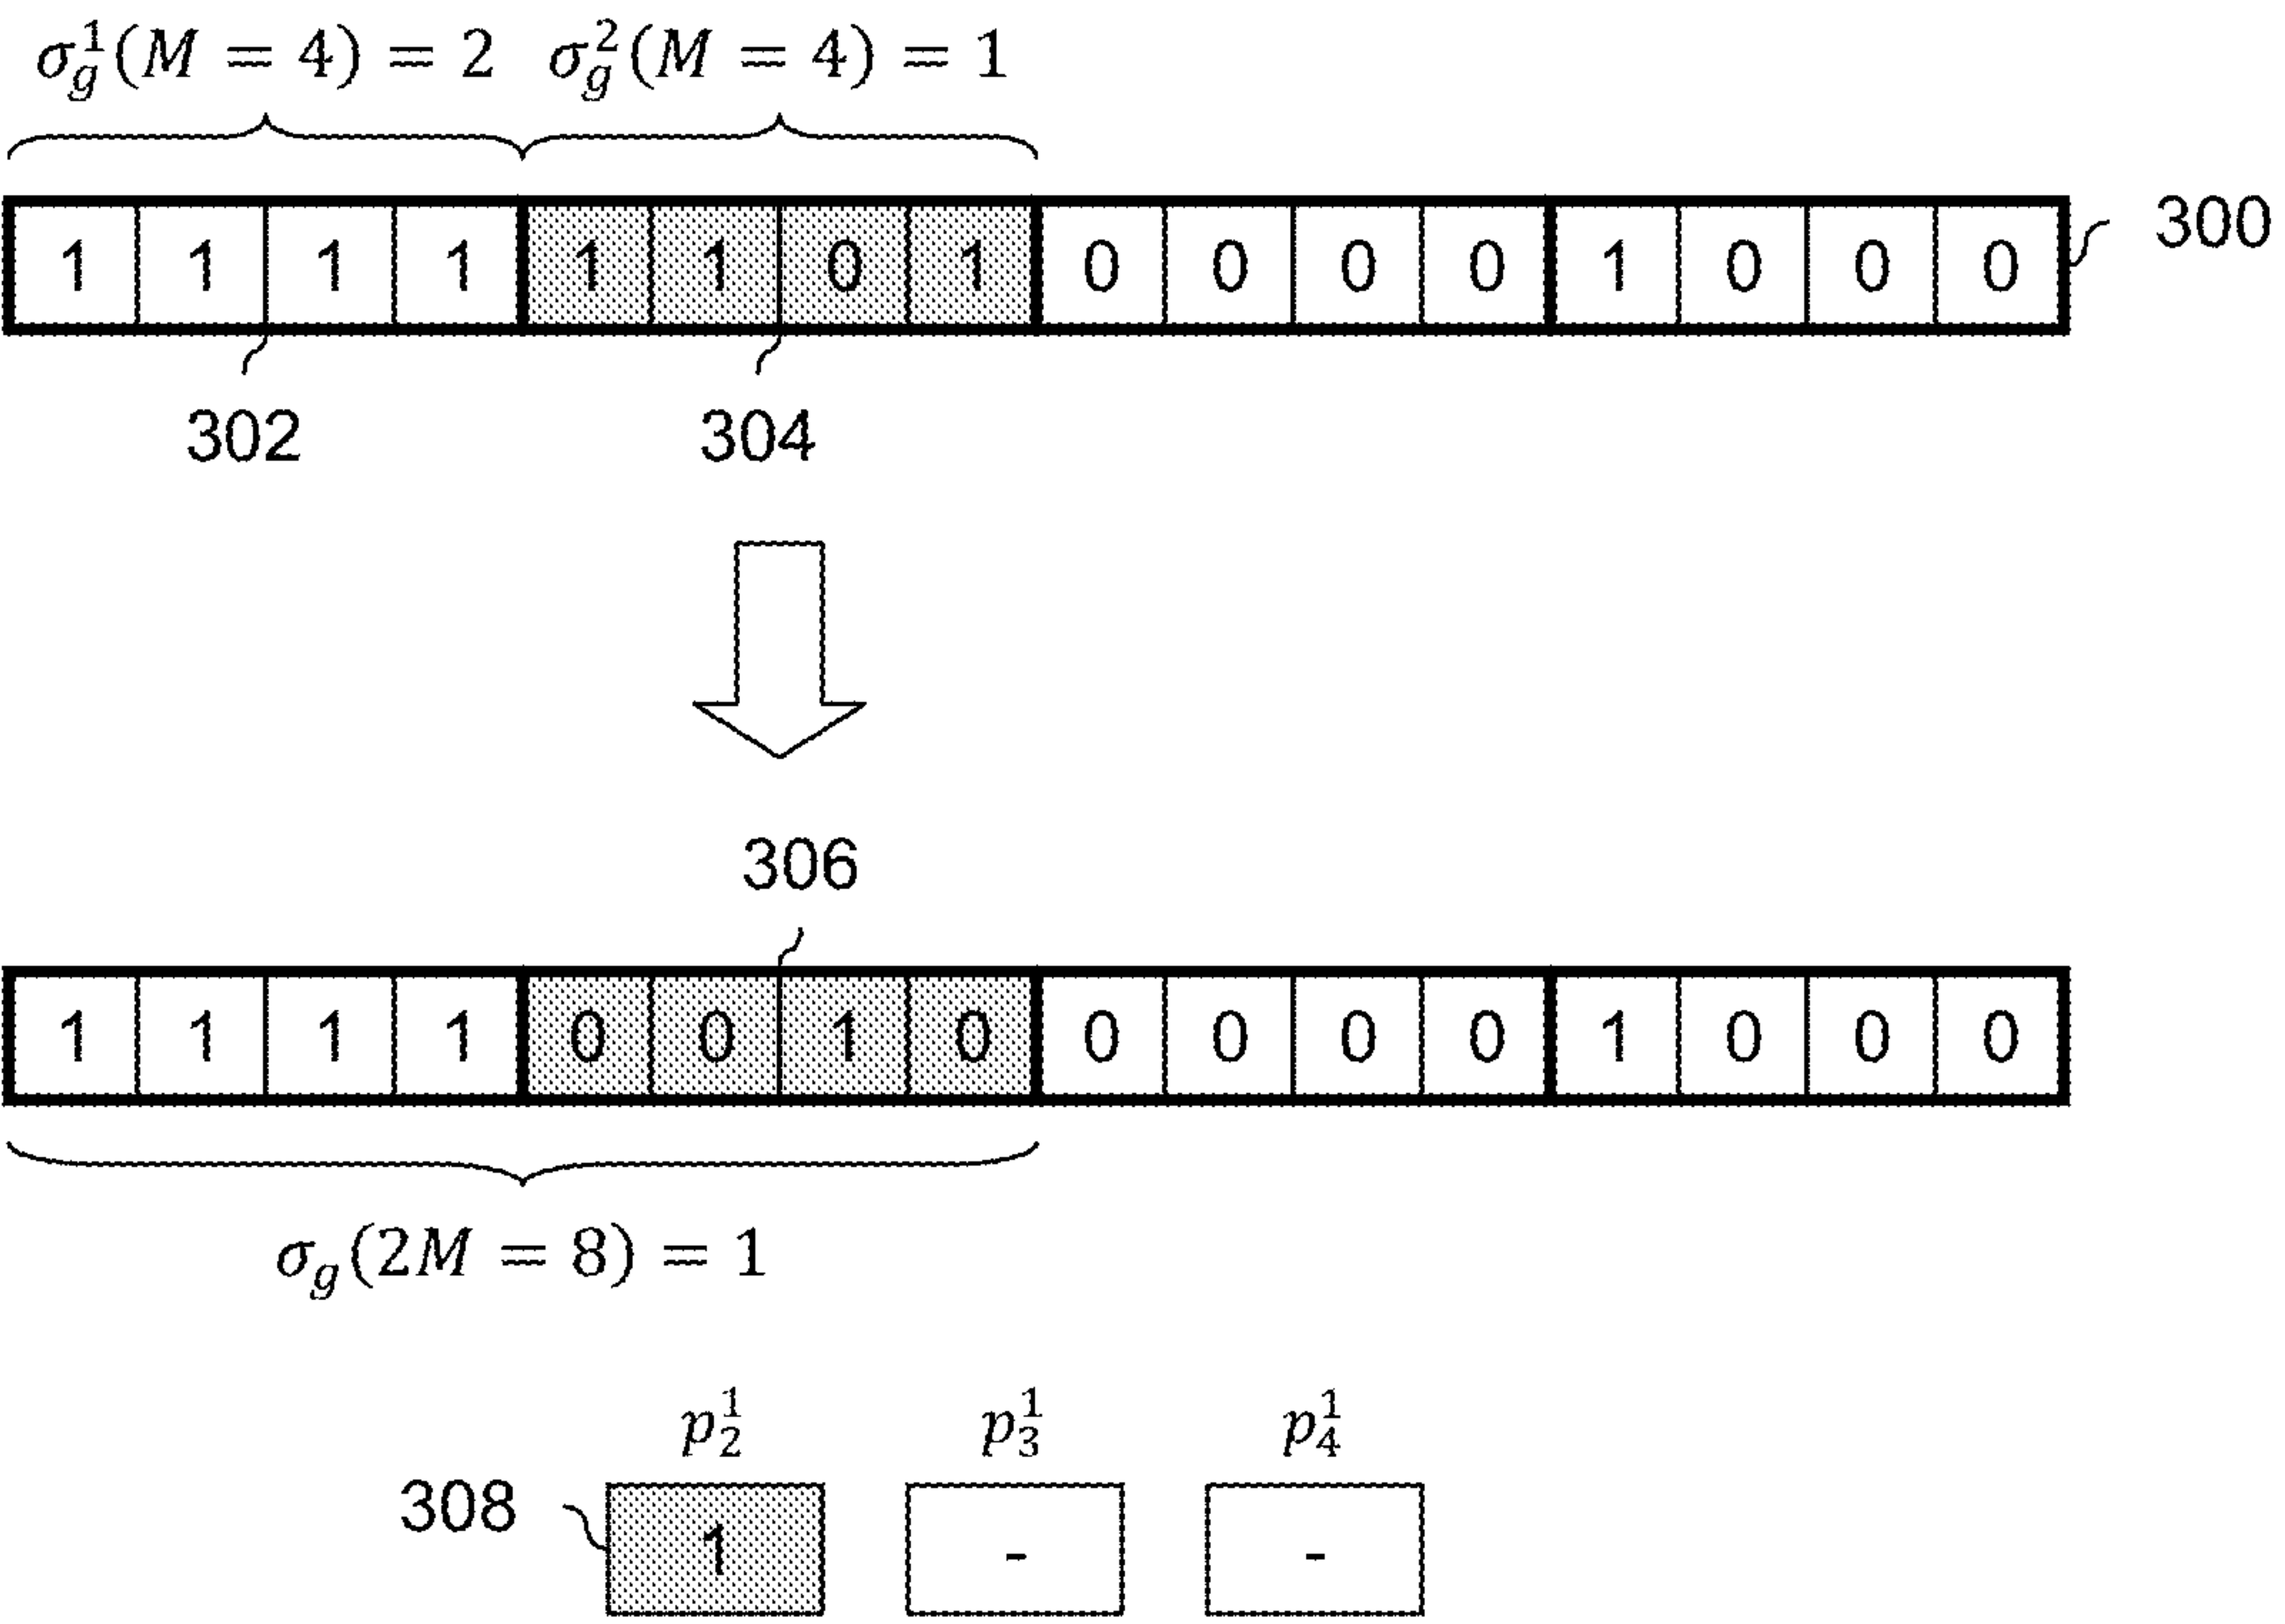 σ_g^1(M = 4) = 2 σ_g^2(M = 4) = 1
1 1 1 1 1 1 0 1 0 0 0 0 1 0 0 0 300
302 304
306
1 1 1 1 0 0 1 0 0 0 0 0 1 0 0 0
σ_g(2M = 8) = 1
p_2^1 p_3^1 p_4^1
308 1 - -